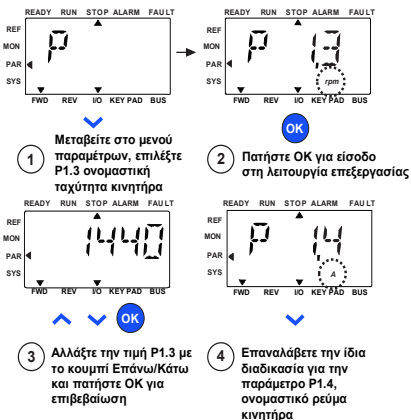 READY RUN STOP ALARM FAULT
REF
MON
PAR
SYS
P
FWD REV I/O KEYPAD BUS
1
Μεταβείτε στο μενού
παραμέτρων, επιλέξτε
P1.3 ονομαστική
ταχύτητα κινητήρα
READY RUN STOP ALARM FAULT
REF
MON
PAR
SYS
P 1.3
rpm
FWD REV I/O KEYPAD BUS
OK
2
Πατήστε OK για είσοδο
στη λειτουργία επεξεργασίας
READY RUN STOP ALARM FAULT
REF
MON
PAR
SYS
1440
FWD REV I/O KEYPAD BUS
OK
3
Αλλάξτε την τιμή P1.3 με
το κουμπί Επάνω/Κάτω
και πατήστε OK για
επιβεβαίωση
READY RUN STOP ALARM FAULT
REF
MON
PAR
SYS
P 1.4
A
FWD REV I/O KEYPAD BUS
4
Επαναλάβετε την ίδια
διαδικασία για την
παράμετρο P1.4,
ονομαστικό ρεύμα
κινητήρα